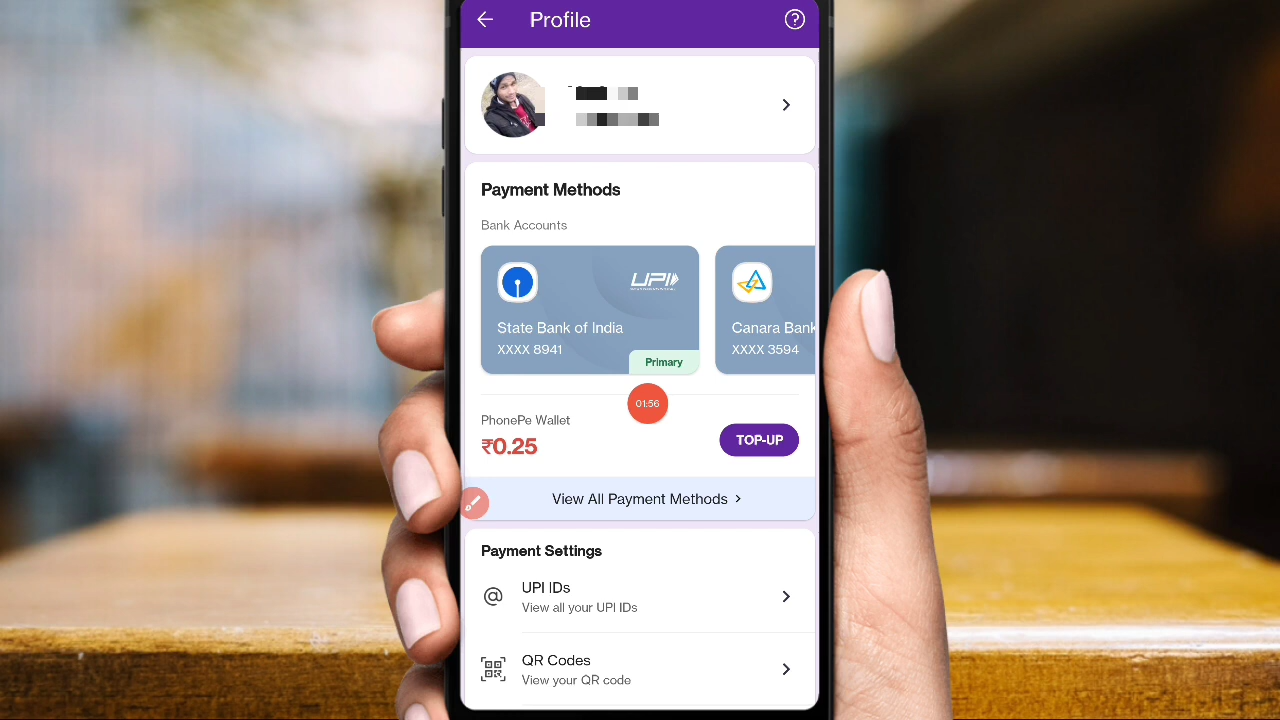 Profile
Payment Methods
Bank Accounts
UPI
State Bank of India
XXXX 8941
Primary
Canara Bank
XXXX 3594
01:56
PhonePe Wallet
₹0.25
TOP-UP
View All Payment Methods
Payment Settings
UPI IDs
View all your UPI IDs
QR Codes
View your QR code